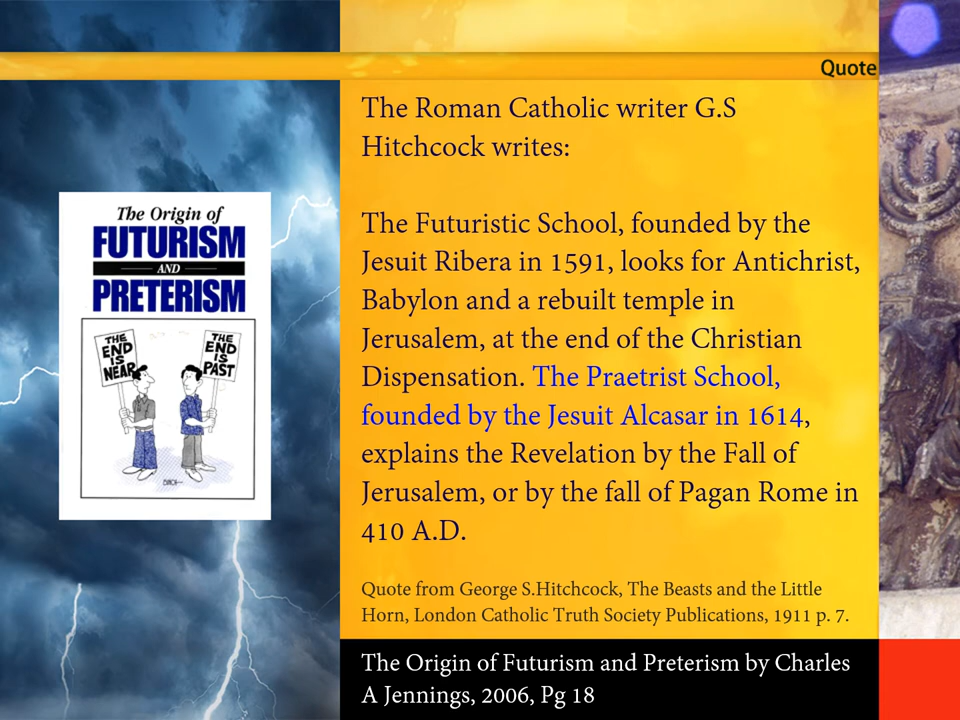 Quote
The Roman Catholic writer G.S
Hitchcock writes:
The Futuristic School, founded by the
Jesuit Ribera in 1591, looks for Antichrist,
Babylon and a rebuilt temple in
Jerusalem, at the end of the Christian
Dispensation. The Praetrist School,
founded by the Jesuit Alcasar in 1614,
explains the Revelation by the Fall of
Jerusalem, or by the fall of Pagan Rome in
410 A.D.
Quote from George S.Hitchcock, The Beasts and the Little
Horn, London Catholic Truth Society Publications, 1911 p. 7.
The Origin of Futurism and Preterism by Charles
A Jennings, 2006, Pg 18
The Origin of
FUTURISM
AND
PRETERISM
THE
END
IS
NEAR
THE
END
IS
PAST